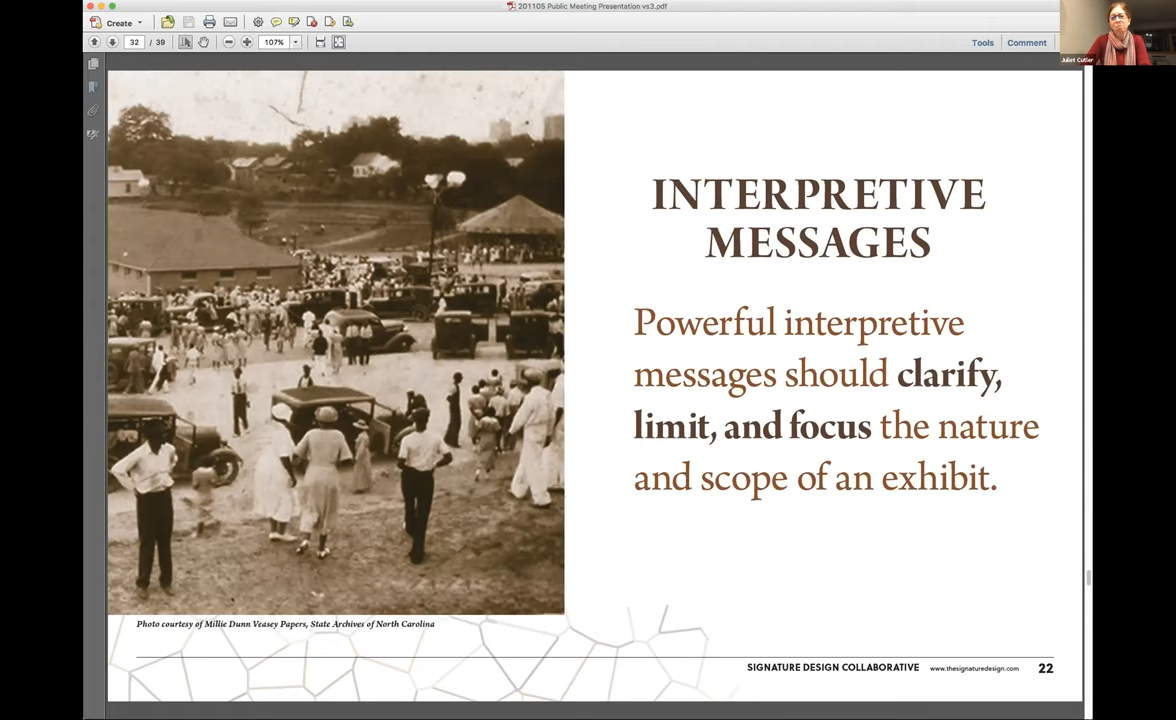 201105 Public Meeting Presentation vs3.pdf
Create
32 / 39
107%
Tools
Comment
Juliet Cutler
INTERPRETIVE
MESSAGES
Powerful interpretive
messages should clarify,
limit, and focus the nature
and scope of an exhibit.
Photo courtesy of Millie Dunn Veasey Papers, State Archives of North Carolina
SIGNATURE DESIGN COLLABORATIVE www.thesignaturedesign.com 22